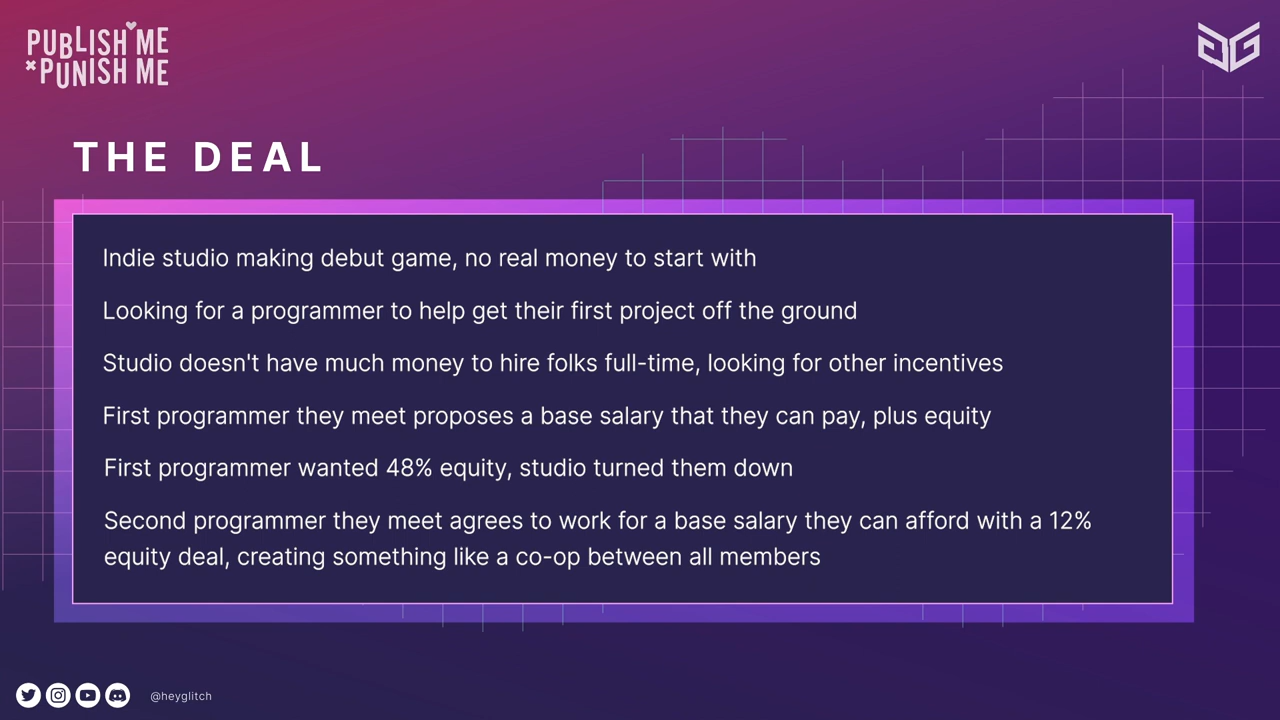 PUBLISH ME
×PUNISH ME
THE DEAL
Indie studio making debut game, no real money to start with
Looking for a programmer to help get their first project off the ground
Studio doesn't have much money to hire folks full-time, looking for other incentives
First programmer they meet proposes a base salary that they can pay, plus equity
First programmer wanted 48% equity, studio turned them down
Second programmer they meet agrees to work for a base salary they can afford with a 12%
equity deal, creating something like a co-op between all members
@heyglitch